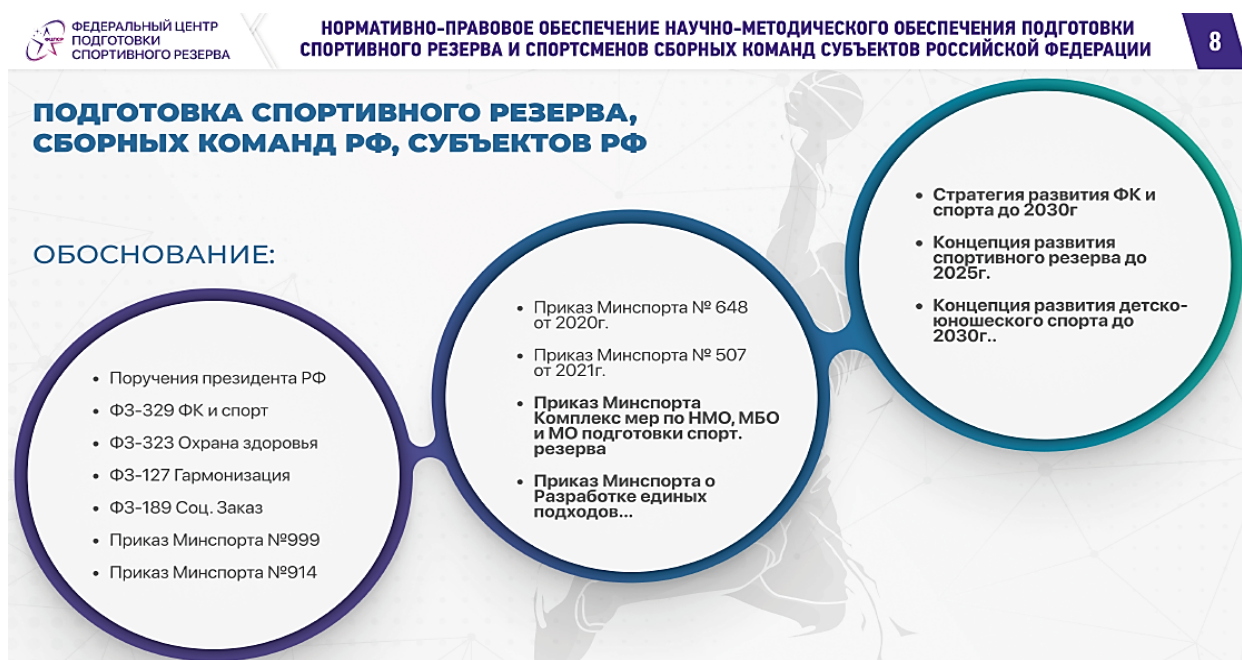 ФЕДЕРАЛЬНЫЙ ЦЕНТР
ПОДГОТОВКИ
СПОРТИВНОГО РЕЗЕРВА
НОРМАТИВНО-ПРАВОВОЕ ОБЕСПЕЧЕНИЕ НАУЧНО-МЕТОДИЧЕСКОГО ОБЕСПЕЧЕНИЯ ПОДГОТОВКИ
СПОРТИВНОГО РЕЗЕРВА И СПОРТСМЕНОВ СБОРНЫХ КОМАНД СУБЪЕКТОВ РОССИЙСКОЙ ФЕДЕРАЦИИ
8
ПОДГОТОВКА СПОРТИВНОГО РЕЗЕРВА,
СБОРНЫХ КОМАНД РФ, СУБЪЕКТОВ РФ
ОБОСНОВАНИЕ:
• Поручения президента РФ
• ФЗ-329 ФК и спорт
• ФЗ-323 Охрана здоровья
• ФЗ-127 Гармонизация
• ФЗ-189 Соц. Заказ
• Приказ Минспорта №999
• Приказ Минспорта №914
• Приказ Минспорта № 648
от 2020г.
• Приказ Минспорта № 507
от 2021г.
• Приказ Минспорта
Комплекс мер по НМО, МБО
и МО подготовки спорт.
резерва
• Приказ Минспорта о
Разработке единых
подходов...
• Стратегия развития ФК и
спорта до 2030г
• Концепция развития
спортивного резерва до
2025г.
• Концепция развития детско-
юношеского спорта до
2030г..